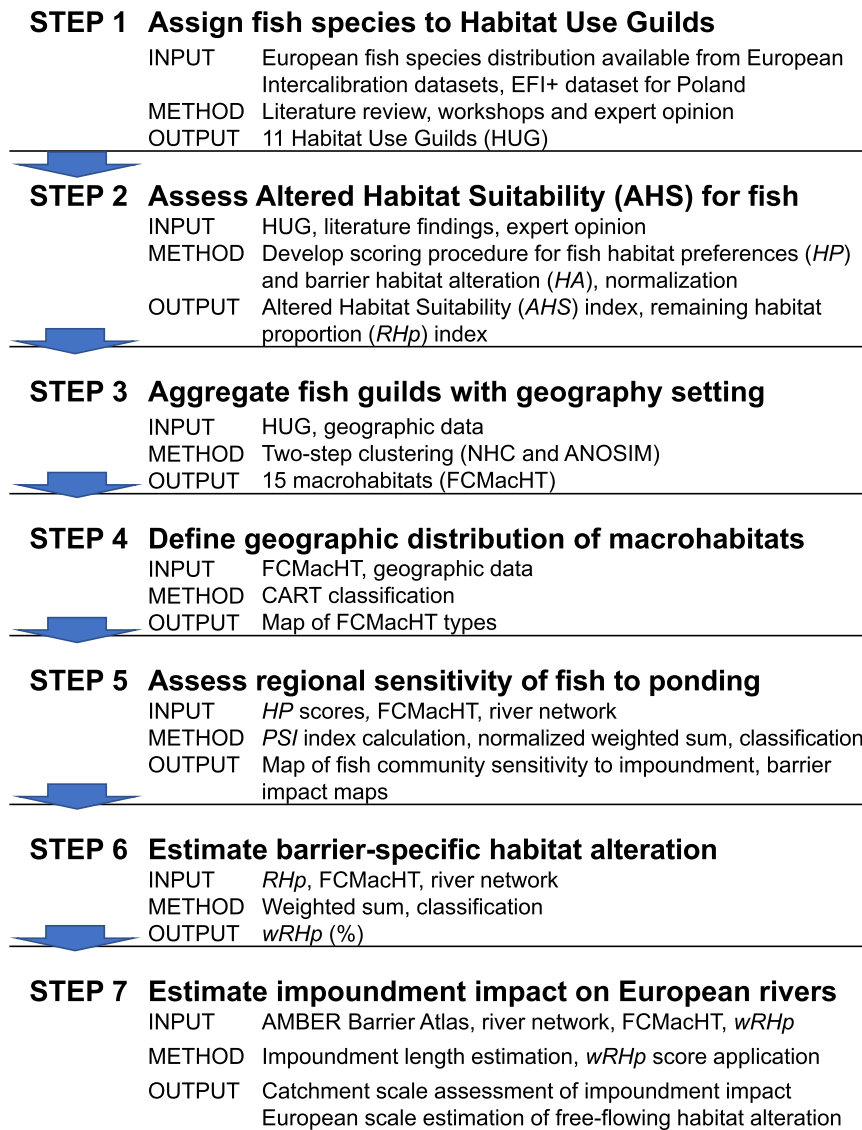 STEP 1 Assign fish species to Habitat Use Guilds
INPUT European fish species distribution available from European
Intercalibration datasets, EFI+ dataset for Poland
METHOD Literature review, workshops and expert opinion
OUTPUT 11 Habitat Use Guilds (HUG)
STEP 2 Assess Altered Habitat Suitability (AHS) for fish
INPUT HUG, literature findings, expert opinion
METHOD Develop scoring procedure for fish habitat preferences (HP)
and barrier habitat alteration (HA), normalization
OUTPUT Altered Habitat Suitability (AHS) index, remaining habitat
proportion (RHp) index
STEP 3 Aggregate fish guilds with geography setting
INPUT HUG, geographic data
METHOD Two-step clustering (NHC and ANOSIM)
OUTPUT 15 macrohabitats (FCMacHT)
STEP 4 Define geographic distribution of macrohabitats
INPUT FCMacHT, geographic data
METHOD CART classification
OUTPUT Map of FCMacHT types
STEP 5 Assess regional sensitivity of fish to ponding
INPUT HP scores, FCMacHT, river network
METHOD PSI index calculation, normalized weighted sum, classification
OUTPUT Map of fish community sensitivity to impoundment, barrier
impact maps
STEP 6 Estimate barrier-specific habitat alteration
INPUT RHp, FCMacHT, river network
METHOD Weighted sum, classification
OUTPUT wRHp (%)
STEP 7 Estimate impoundment impact on European rivers
INPUT AMBER Barrier Atlas, river network, FCMacHT, wRHp
METHOD Impoundment length estimation, wRHp score application
OUTPUT Catchment scale assessment of impoundment impact
European scale estimation of free-flowing habitat alteration